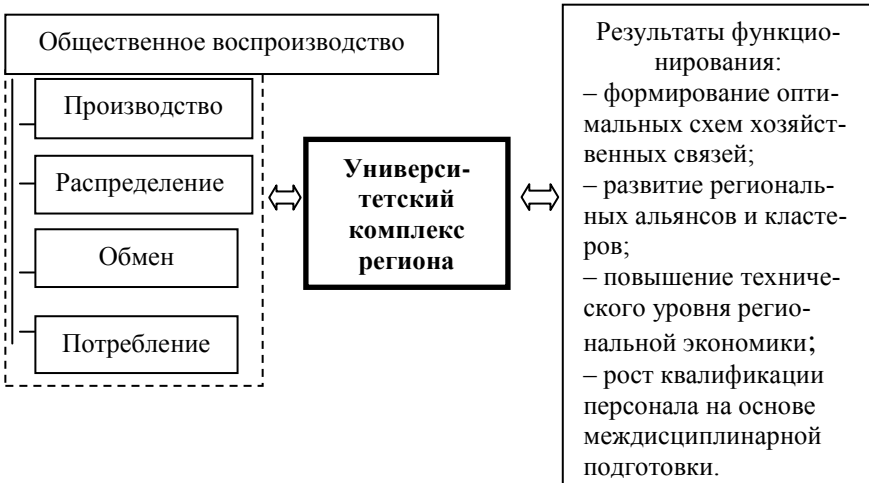 Общественное воспроизводство
Производство
Распределение
Обмен
Потребление
Универси-
тетский
комплекс
региона
Результаты функцио-
нирования:
– формирование опти-
мальных схем хозяйст-
венных связей;
– развитие региональ-
ных альянсов и класте-
ров;
– повышение техниче-
ского уровня регио-
нальной экономики;
– рост квалификации
персонала на основе
междисциплинарной
подготовки.